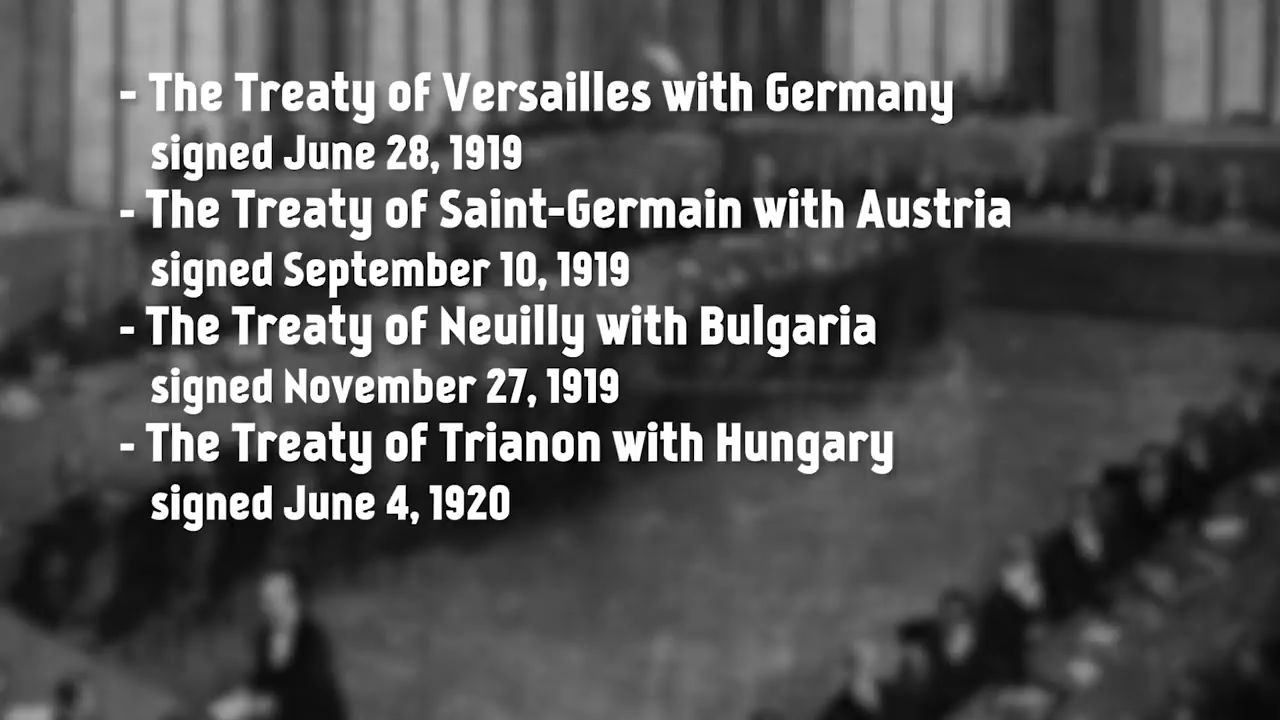 - The Treaty of Versailles with Germany
signed June 28, 1919
- The Treaty of Saint-Germain with Austria
signed September 10, 1919
- The Treaty of Neuilly with Bulgaria
signed November 27, 1919
- The Treaty of Trianon with Hungary
signed June 4, 1920